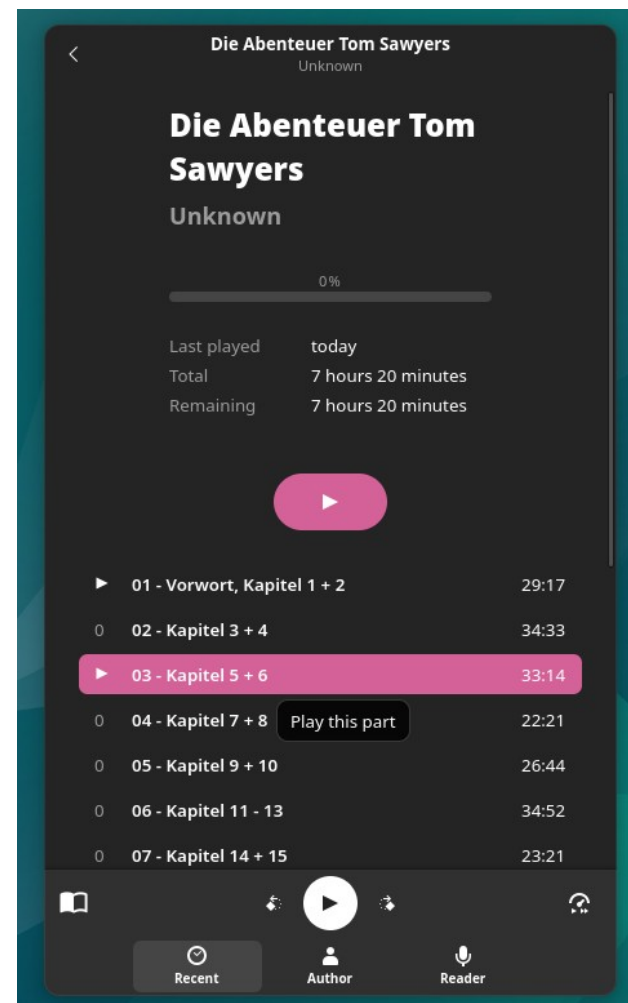 Die Abenteuer Tom Sawyers
Unknown
Die Abenteuer Tom
Sawyers
Unknown
0%
Last played today
Total 7 hours 20 minutes
Remaining 7 hours 20 minutes
01 - Vorwort, Kapitel 1 + 2 29:17
0 02 - Kapitel 3 + 4 34:33
03 - Kapitel 5 + 6 33:14
0 04 - Kapitel 7 + 8 Play this part 22:21
0 05 - Kapitel 9 + 10 26:44
0 06 - Kapitel 11 - 13 34:52
0 07 - Kapitel 14 + 15 23:21
Recent Author Reader